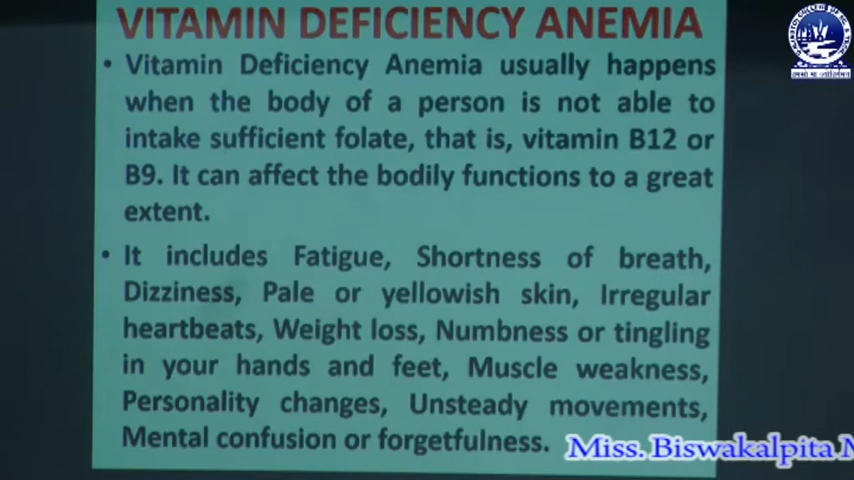 VITAMIN DEFICIENCY ANEMIA
• Vitamin Deficiency Anemia usually happens
when the body of a person is not able to
intake sufficient folate, that is, vitamin B12 or
B9. It can affect the bodily functions to a great
extent.
• It includes Fatigue, Shortness of breath,
Dizziness, Pale or yellowish skin, Irregular
heartbeats, Weight loss, Numbness or tingling
in your hands and feet, Muscle weakness,
Personality changes, Unsteady movements,
Mental confusion or forgetfulness.
Miss. Biswakalpita